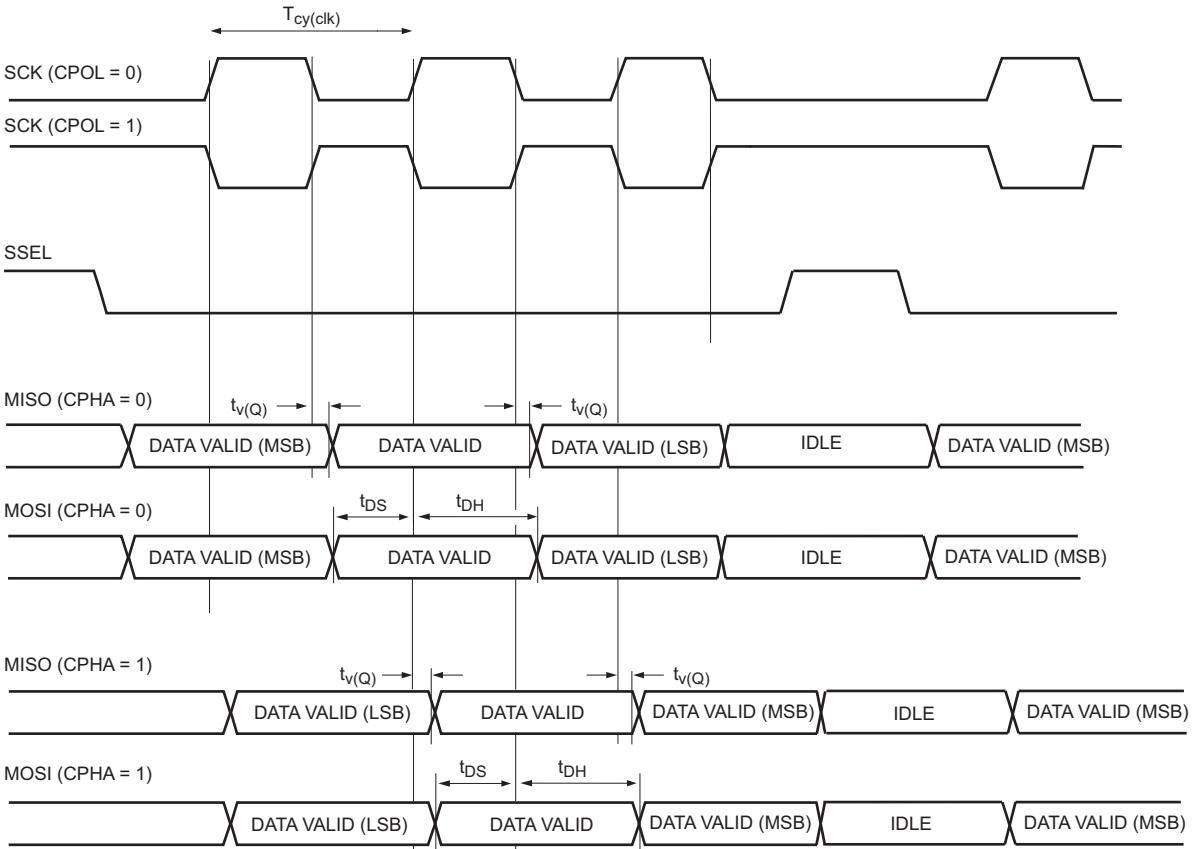 Tcy(clk)
SCK (CPOL = 0)
SCK (CPOL = 1)
SSEL
MISO (CPHA = 0)
tv(Q) tv(Q)
DATA VALID (MSB) DATA VALID DATA VALID (LSB) IDLE DATA VALID (MSB)
tDS tDH
MOSI (CPHA = 0)
DATA VALID (MSB) DATA VALID DATA VALID (LSB) IDLE DATA VALID (MSB)
MISO (CPHA = 1)
tv(Q) tv(Q)
DATA VALID (LSB) DATA VALID DATA VALID (MSB) IDLE DATA VALID (MSB)
tDS tDH
MOSI (CPHA = 1)
DATA VALID (LSB) DATA VALID DATA VALID (MSB) IDLE DATA VALID (MSB)